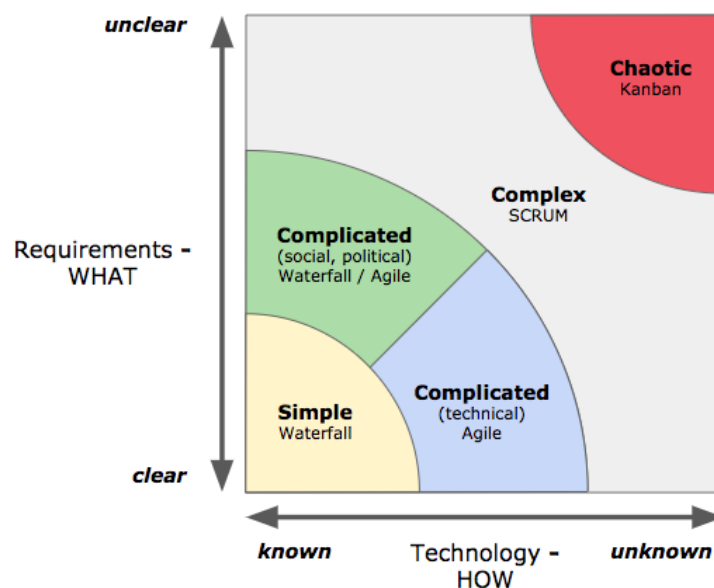 unclear
Chaotic
Kanban
Complex
SCRUM
Requirements -
WHAT
Complicated
(social, political)
Waterfall / Agile
Complicated
(technical)
Agile
Simple
Waterfall
clear
known
Technology -
HOW
unknown